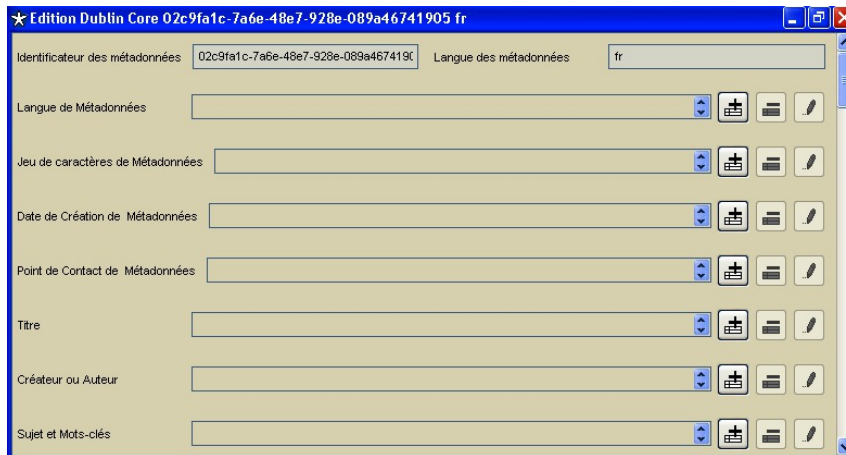 Edition Dublin Core 02c9fa1c-7a6e-48e7-928e-089a46741905 fr
Identificateur des métadonnées 02c9fa1c-7a6e-48e7-928e-089a4674190 Langue des métadonnées fr
Langue de Métadonnées
Jeu de caractères de Métadonnées
Date de Création de Métadonnées
Point de Contact de Métadonnées
Titre
Créateur ou Auteur
Sujet et Mots-clés